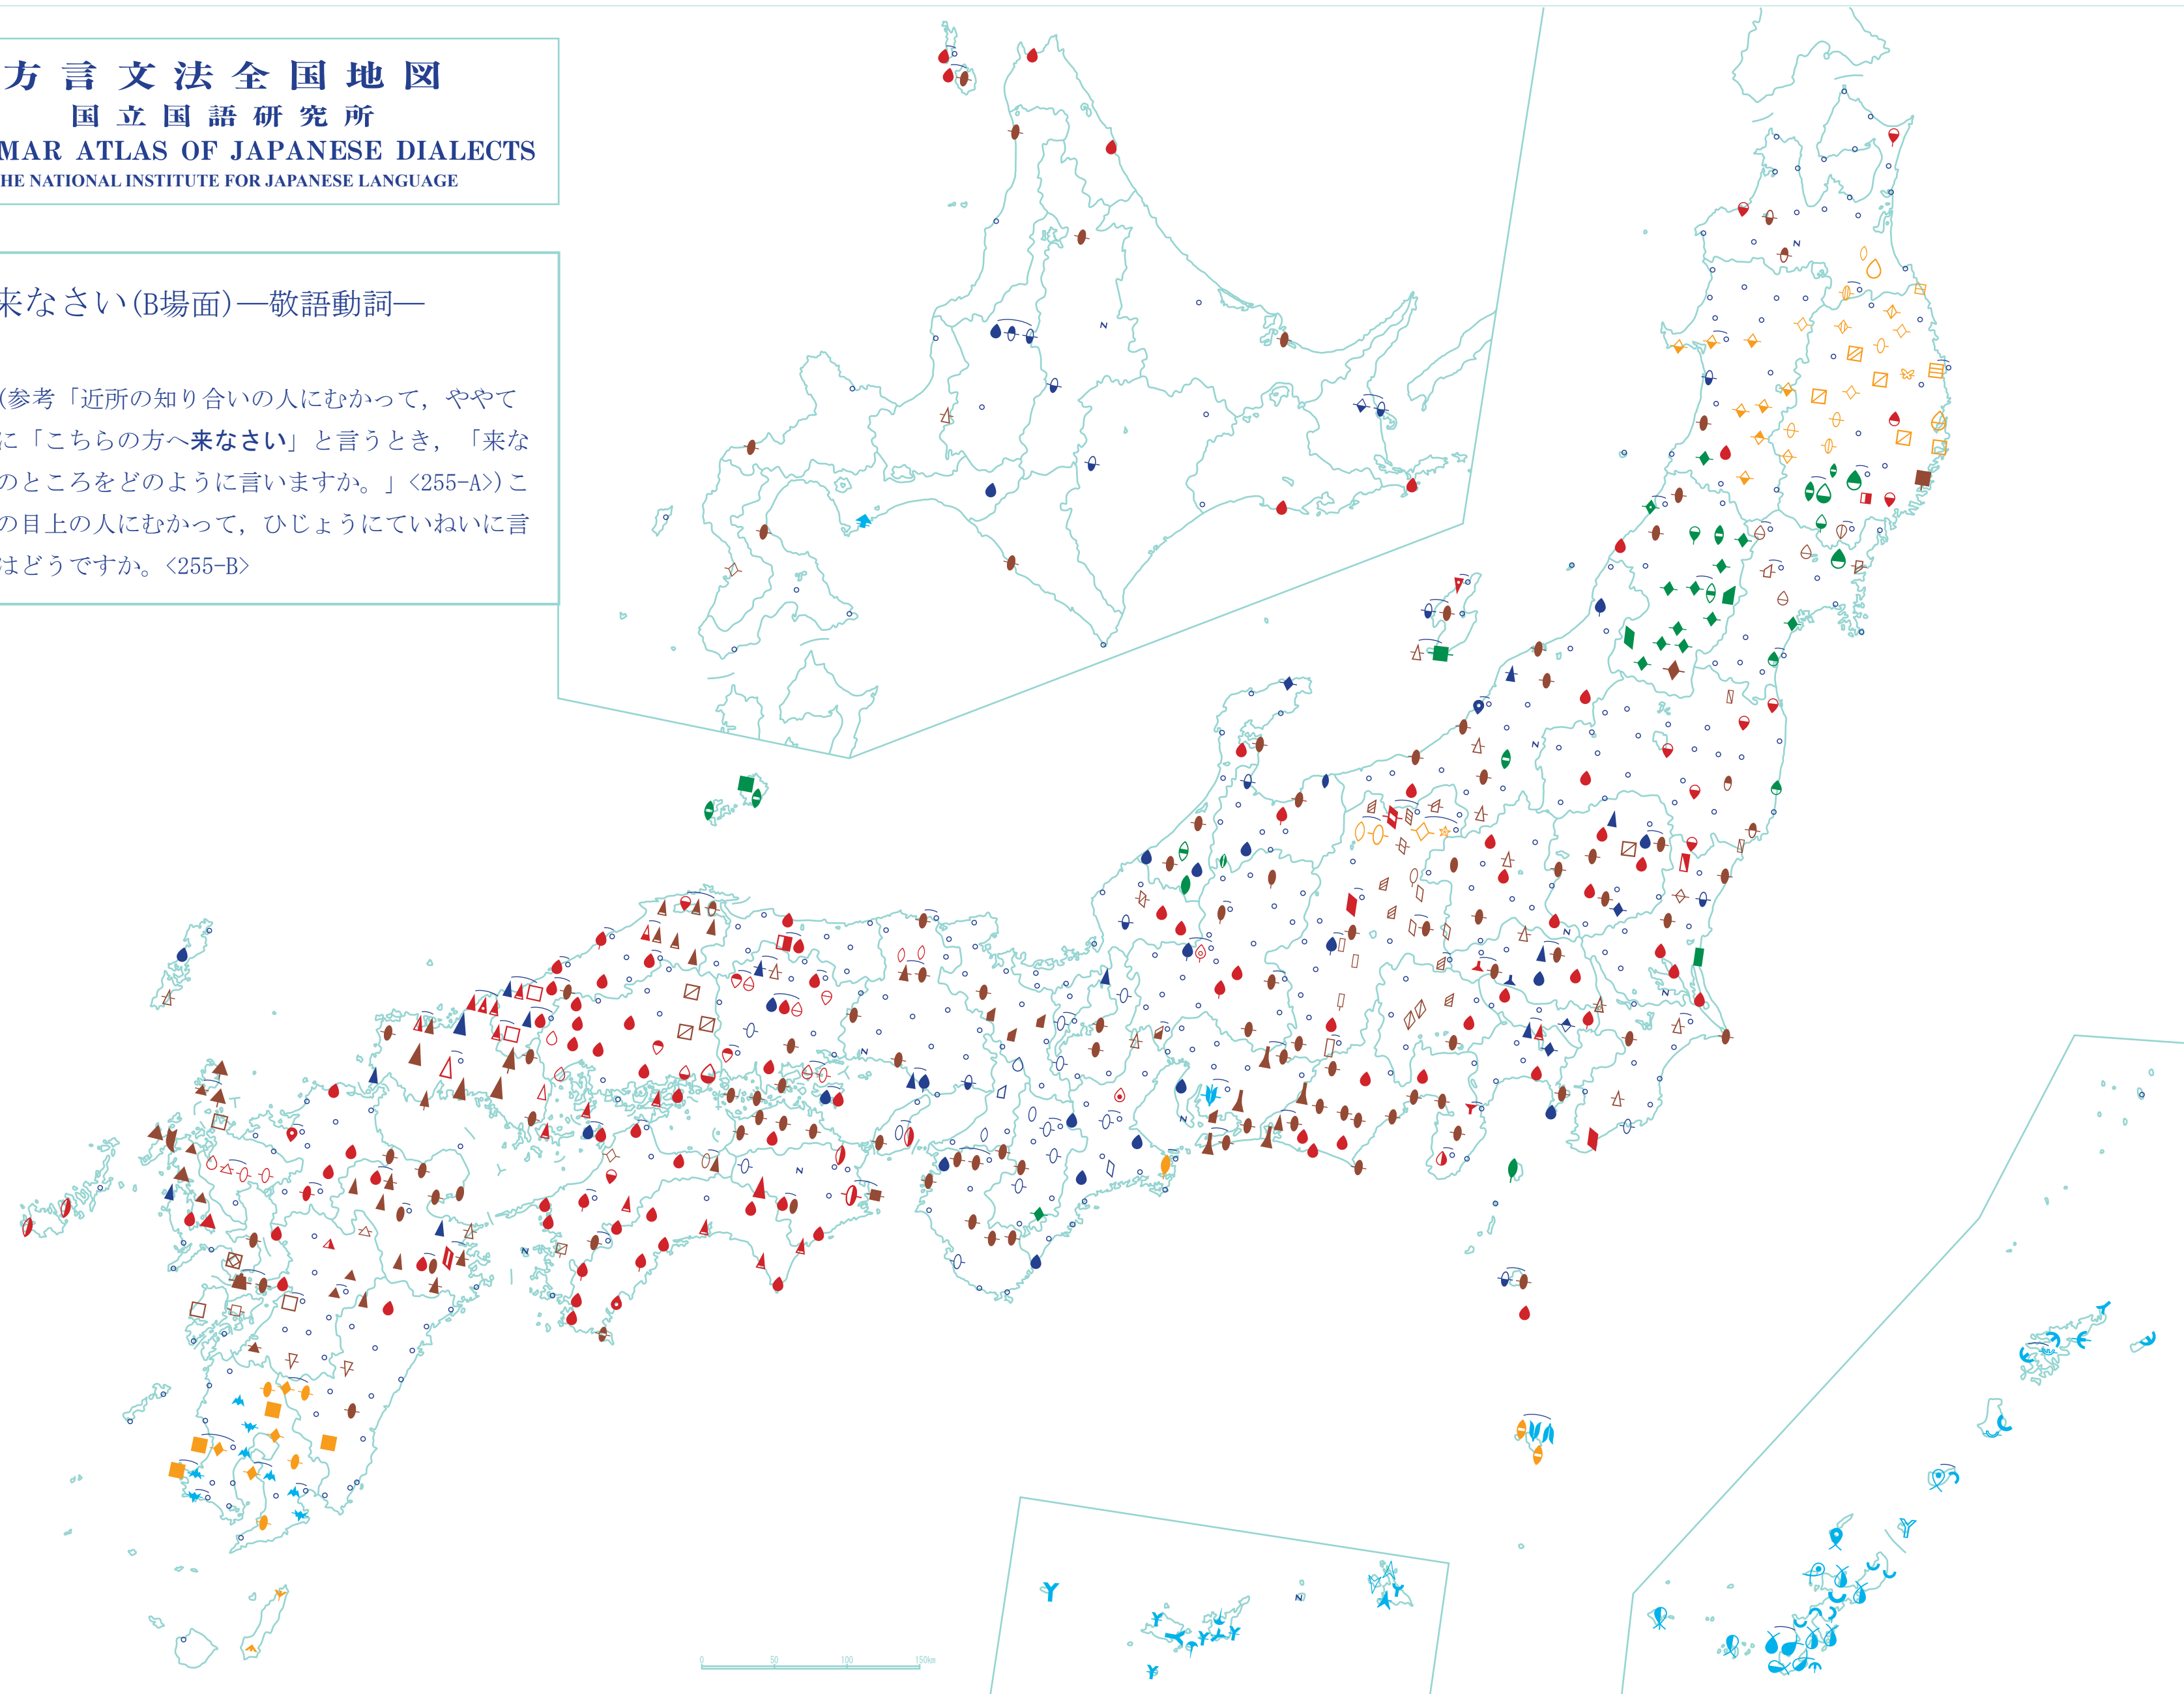 方言文法全国地図
国立国語研究所
MAR ATLAS OF JAPANESE DIALECTS
HE NATIONAL INSTITUTE FOR JAPANESE LANGUAGE
来なさい(B場面)―敬語動詞―
(参考「近所の知り合いの人にむかって，ややて
に「こちらの方へ来なさい」と言うとき，「来な
のところをどのように言いますか。」<255-A>)こ
の目上の人にむかって，ひじょうにていねいに言
はどうですか。<255-B>
N
N
N
N
N
N
N
N
N
N
N
0 50 100 150km